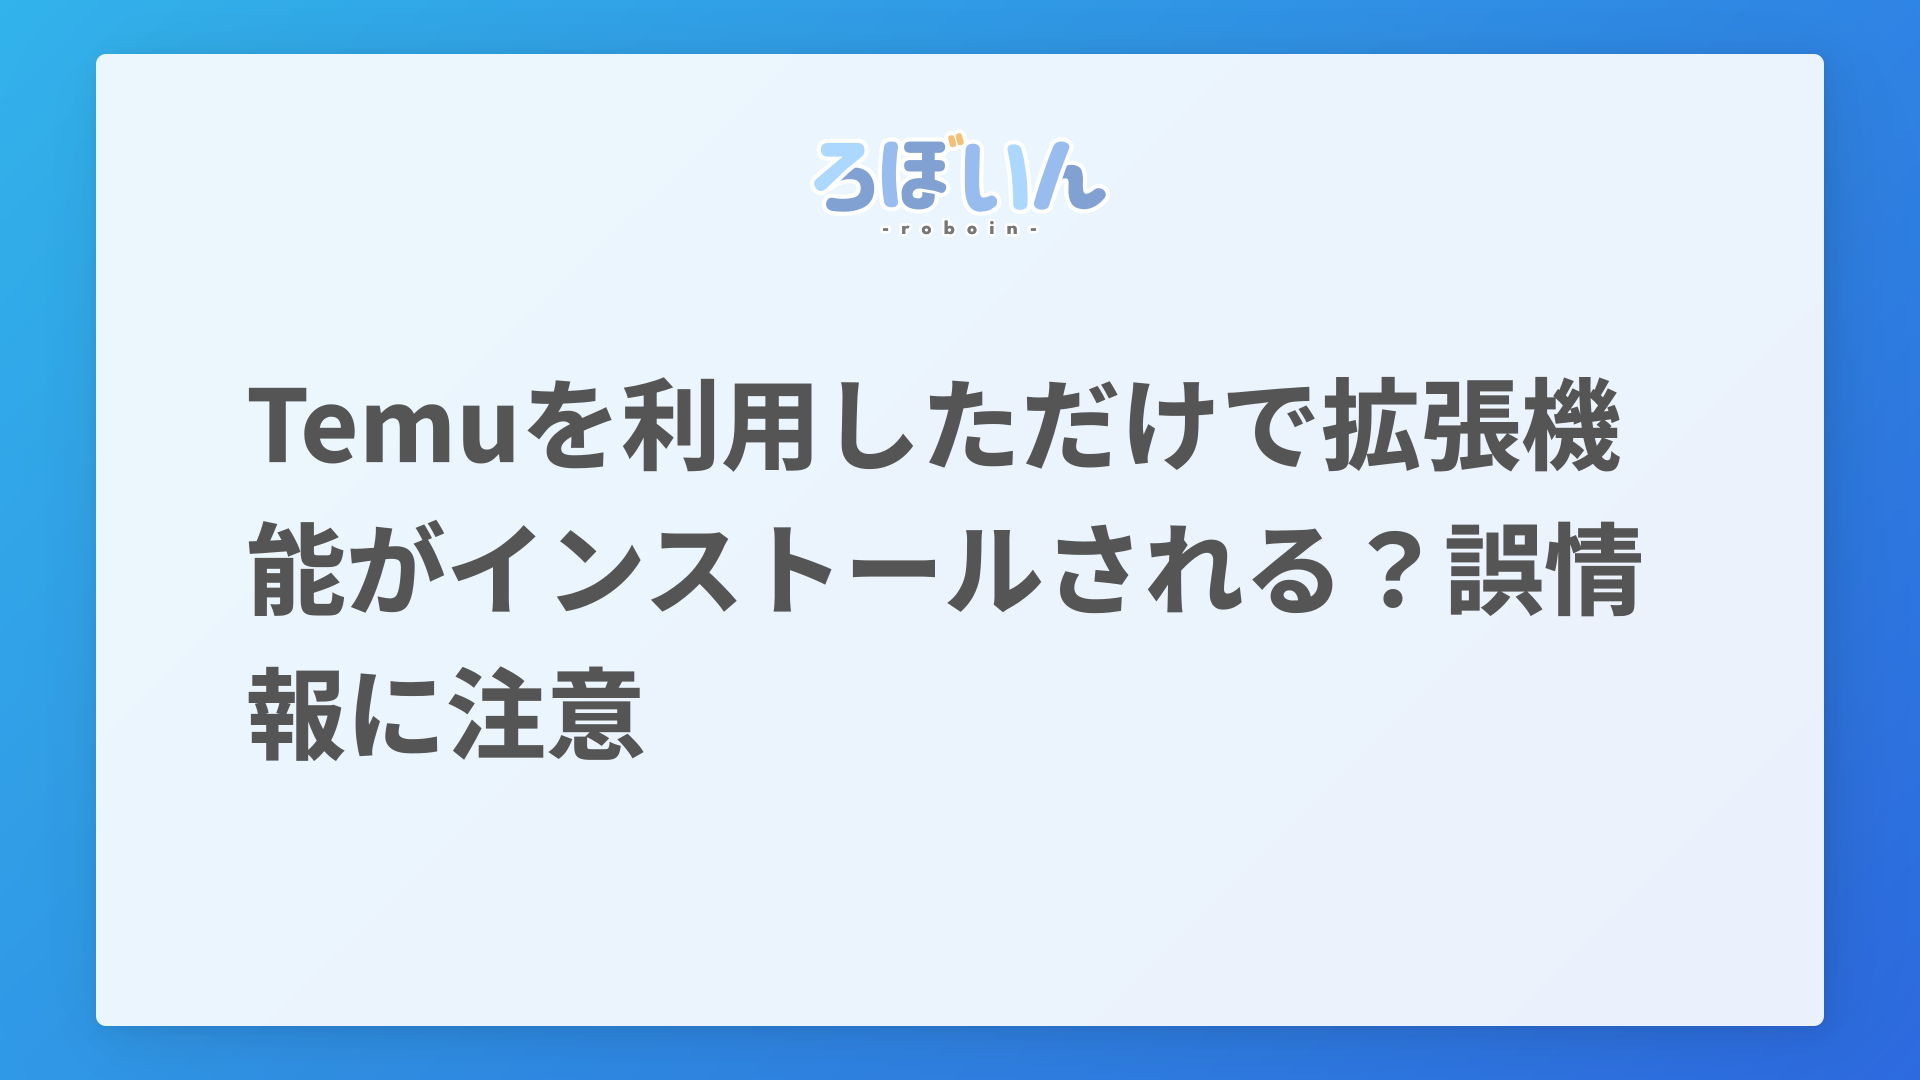 ろぼいん
-roboin-
Temuを利用しただけで拡張機
能がインストールされる？誤情
報に注意